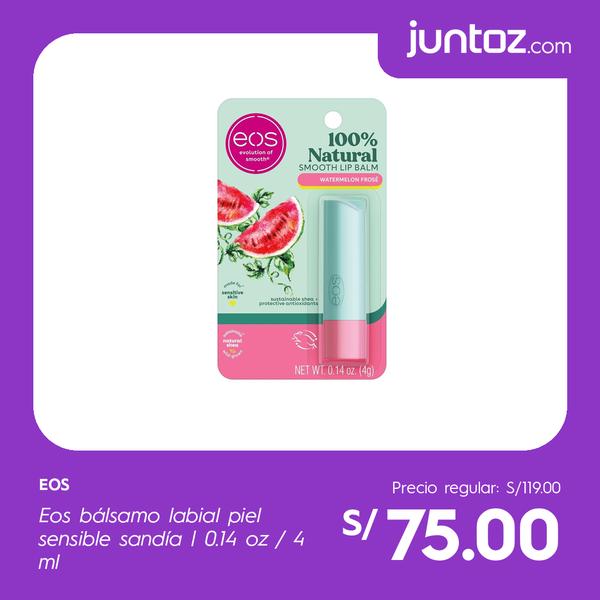 juntoz.com
eos
evolution of
smooth®
100%
Natural
SMOOTH LIP BALM
WATERMELON FROSÉ
eos
made for
sensitive
skin
sustainable shea +
protective antioxidants
natural
shea
NET WT. 0.14 oz. (4g)
EOS
Eos bálsamo labial piel
sensible sandía | 0.14 oz / 4
ml
Precio regular: S/119.00
S/75.00